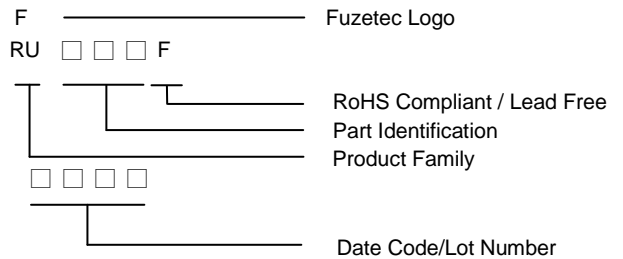 F Fuzetec Logo
RU □ □ □ F
RoHS Compliant / Lead Free
Part Identification
Product Family
□ □ □ □
Date Code/Lot Number